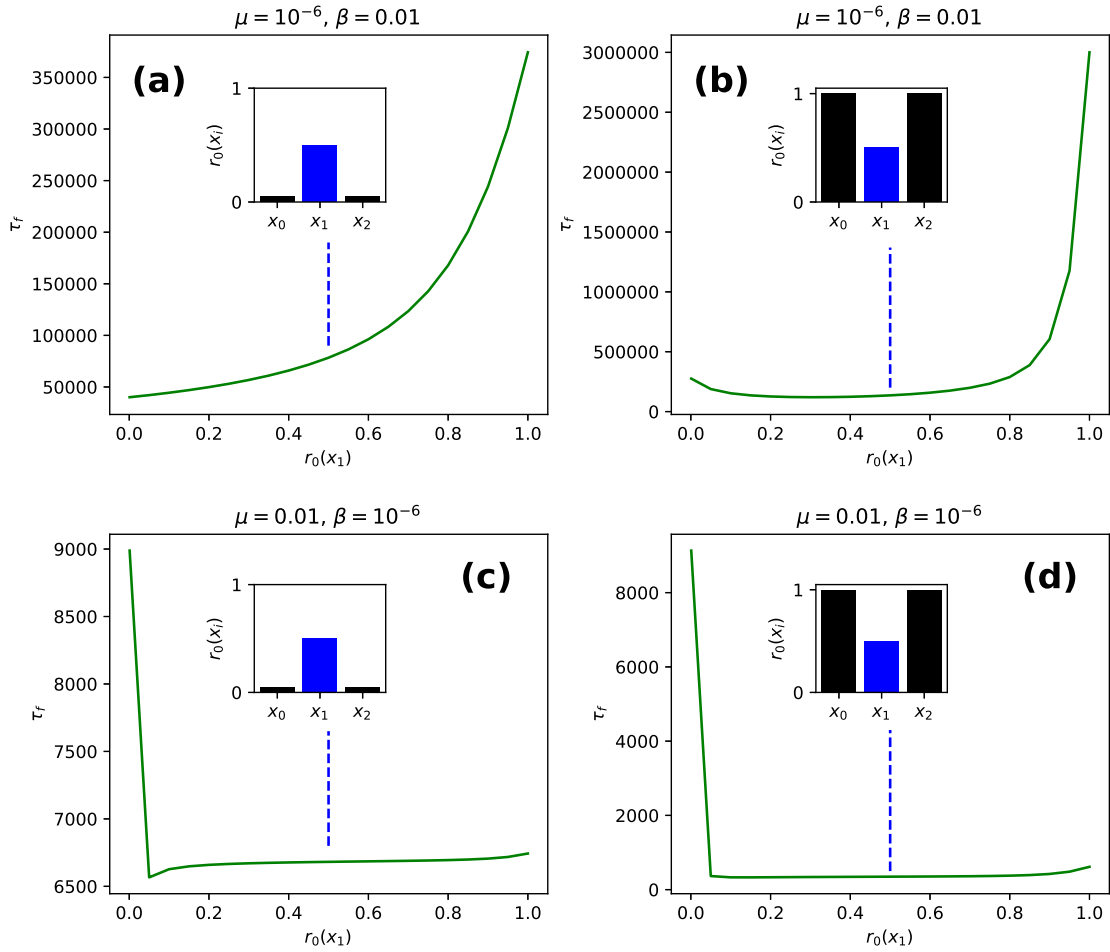 μ = 10⁻⁶, β = 0.01
(a)
350000
300000
250000
200000
150000
100000
50000
τ_f
0.0 0.2 0.4 0.6 0.8 1.0
r₀(x₁)
1
0
r₀(x_i)
x₀ x₁ x₂
μ = 10⁻⁶, β = 0.01
(b)
3000000
2500000
2000000
1500000
1000000
500000
0
τ_f
0.0 0.2 0.4 0.6 0.8 1.0
r₀(x₁)
1
0
r₀(x_i)
x₀ x₁ x₂
μ = 0.01, β = 10⁻⁶
(c)
9000
8500
8000
7500
7000
6500
τ_f
0.0 0.2 0.4 0.6 0.8 1.0
r₀(x₁)
1
0
r₀(x_i)
x₀ x₁ x₂
μ = 0.01, β = 10⁻⁶
(d)
8000
6000
4000
2000
0
τ_f
0.0 0.2 0.4 0.6 0.8 1.0
r₀(x₁)
1
0
r₀(x_i)
x₀ x₁ x₂